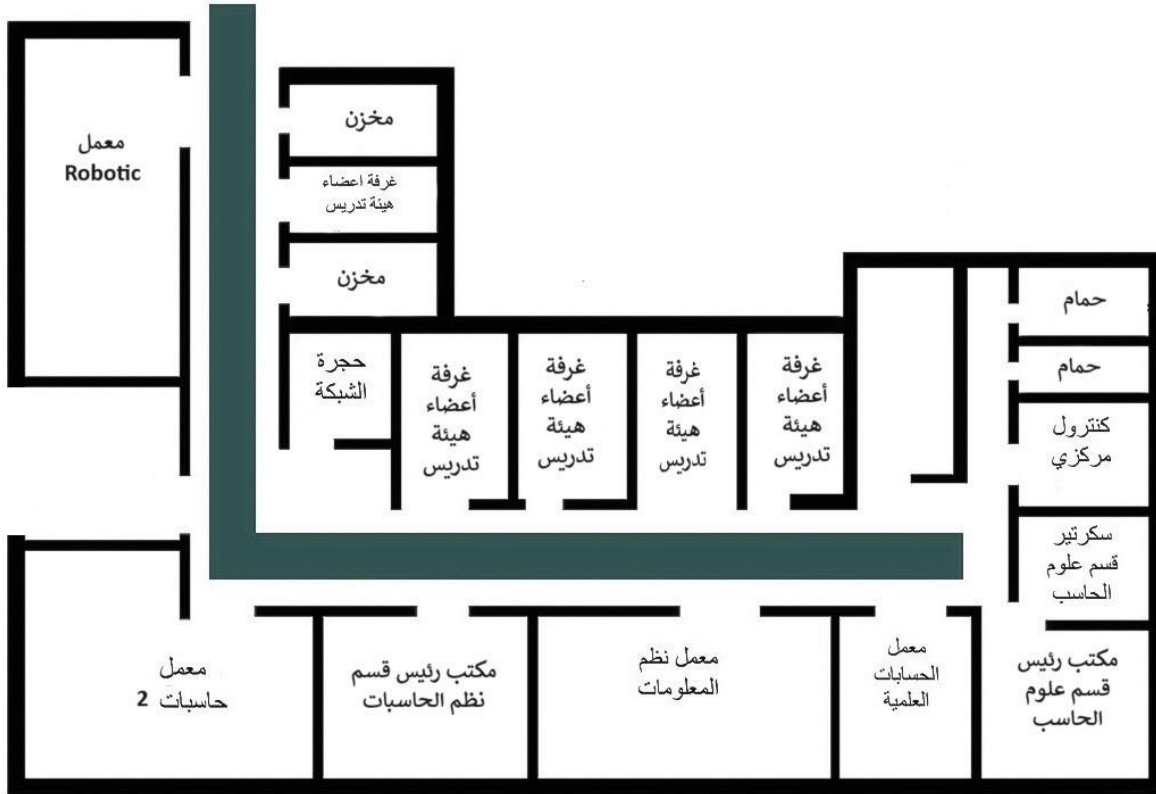 معمل
Robotic
مخزن
غرفة اعضاء
هيئة تدريس
مخزن
حجرة
الشبكة
غرفة
أعضاء
هيئة
تدريس
غرفة
أعضاء
هيئة
تدريس
غرفة
أعضاء
هيئة
تدريس
غرفة
أعضاء
هيئة
تدريس
حمام
حمام
كنترول
مركزي
سكرتير
قسم علوم
الحاسب
معمل
حاسبات 2
مكتب رئيس قسم
نظم الحاسبات
معمل نظم
المعلومات
معمل
الحسابات
العلمية
مكتب رئيس
قسم علوم
الحاسب